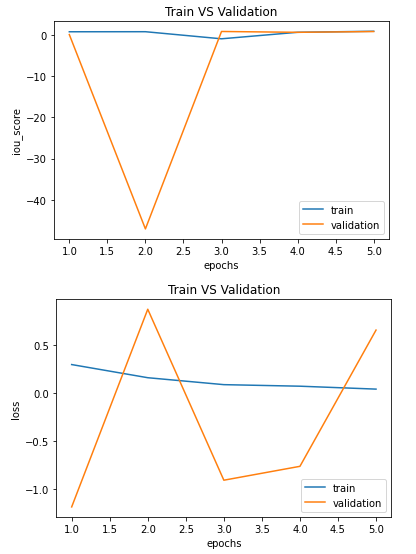 Train VS Validation
0
−10
−20
−30
−40
iou_score
train
validation
1.0 1.5 2.0 2.5 3.0 3.5 4.0 4.5 5.0
epochs
Train VS Validation
0.5
0.0
−0.5
−1.0
loss
train
validation
1.0 1.5 2.0 2.5 3.0 3.5 4.0 4.5 5.0
epochs